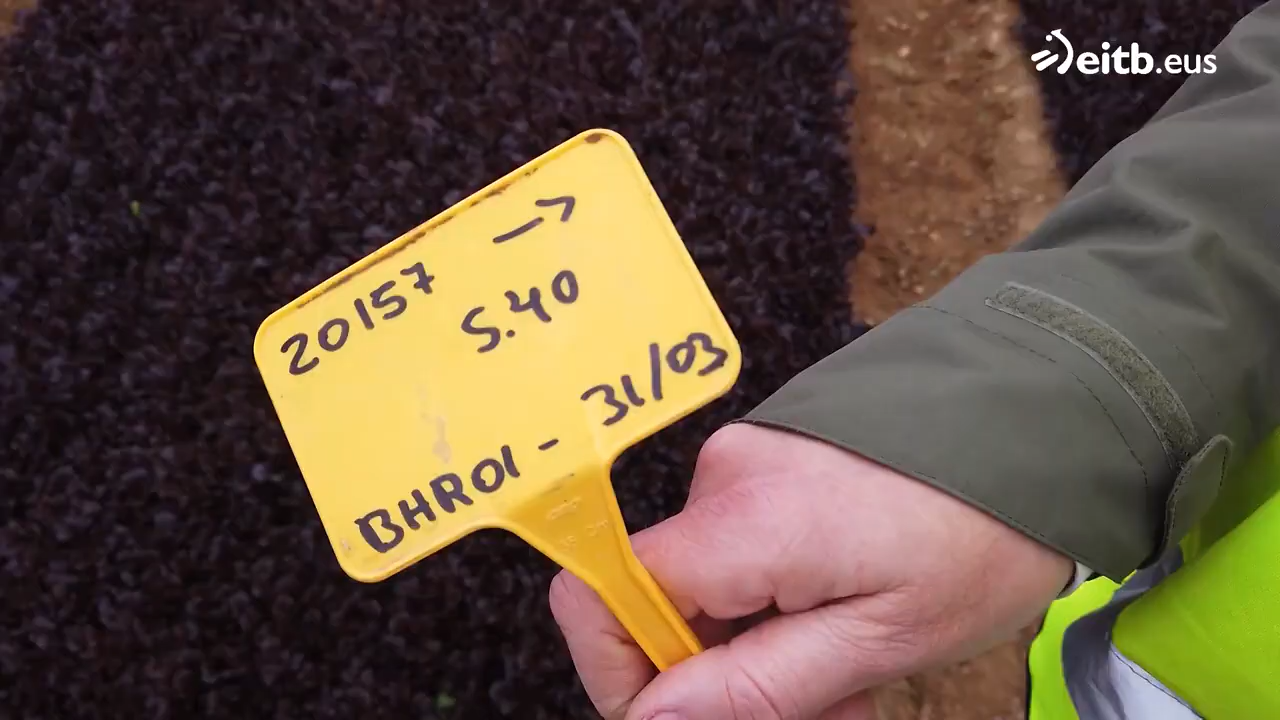 eitb.eus
20157 →
S.40
BHR01 - 31/03